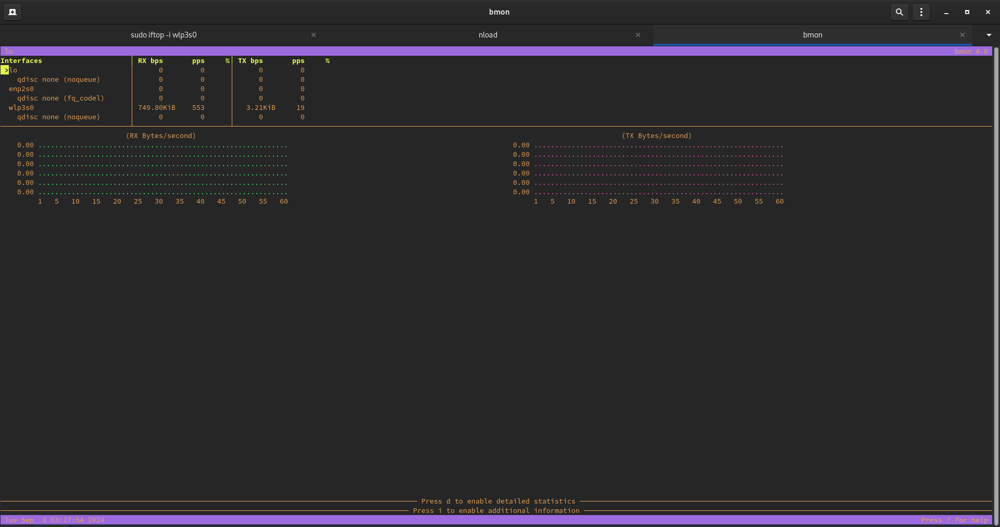 bmon
sudo iftop -i wlp3s0
nload
bmon
lo bmon 4.0
Interfaces RX bps pps % TX bps pps %
>lo 0 0 0 0
qdisc none (noqueue) 0 0 0 0
enp2s0 0 0 0 0
qdisc none (fq_codel) 0 0 0 0
wlp3s0 749.80KiB 553 3.21KiB 19
qdisc none (noqueue) 0 0 0 0
(RX Bytes/second) (TX Bytes/second)
0.00 ............................................................ 0.00 ............................................................
0.00 ............................................................ 0.00 ............................................................
0.00 ............................................................ 0.00 ............................................................
0.00 ............................................................ 0.00 ............................................................
0.00 ............................................................ 0.00 ............................................................
0.00 ............................................................ 0.00 ............................................................
1 5 10 15 20 25 30 35 40 45 50 55 60 1 5 10 15 20 25 30 35 40 45 50 55 60
Press d to enable detailed statistics
Press i to enable additional information
Tue Sep  3 03:17:54 2024 Press ? for help